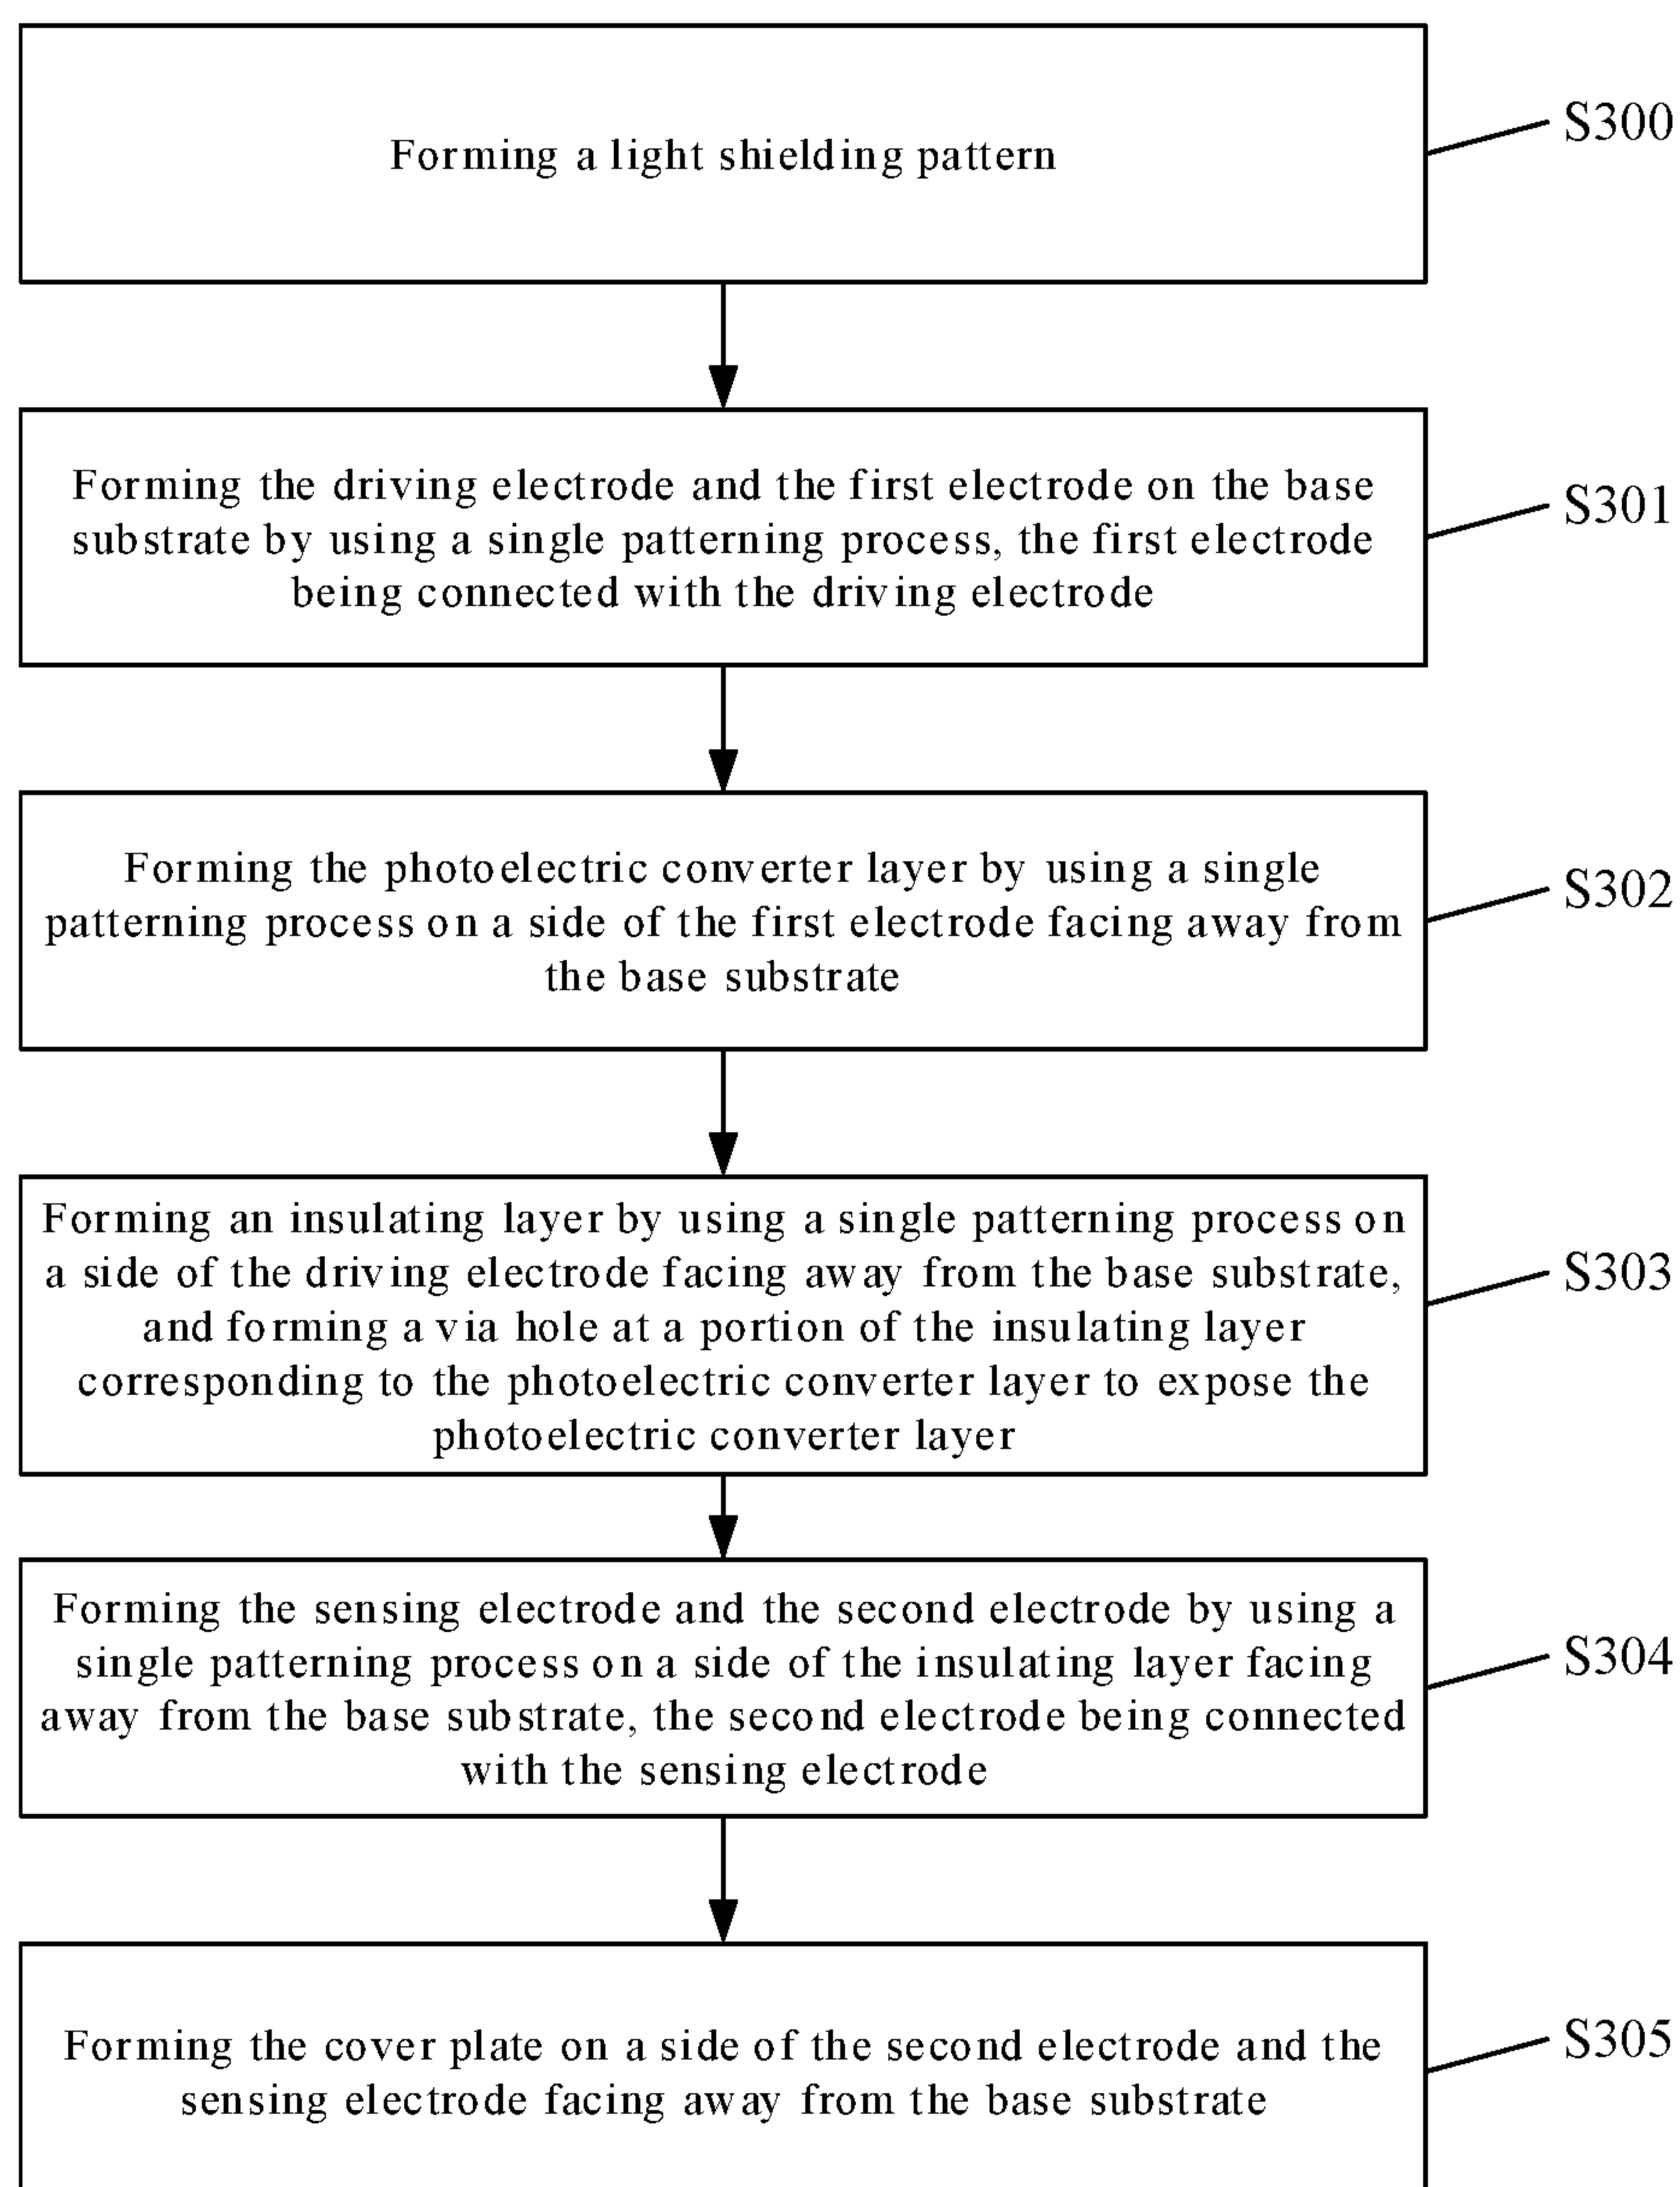 Forming a light shielding pattern
S300
Forming the driving electrode and the first electrode on the base
substrate by using a single patterning process, the first electrode
being connected with the driving electrode
S301
Forming the photoelectric converter layer by using a single
patterning process on a side of the first electrode facing away from
the base substrate
S302
Forming an insulating layer by using a single patterning process on
a side of the driving electrode facing away from the base substrate,
and forming a via hole at a portion of the insulating layer
corresponding to the photoelectric converter layer to expose the
photoelectric converter layer
S303
Forming the sensing electrode and the second electrode by using a
single patterning process on a side of the insulating layer facing
away from the base substrate, the second electrode being connected
with the sensing electrode
S304
Forming the cover plate on a side of the second electrode and the
sensing electrode facing away from the base substrate
S305